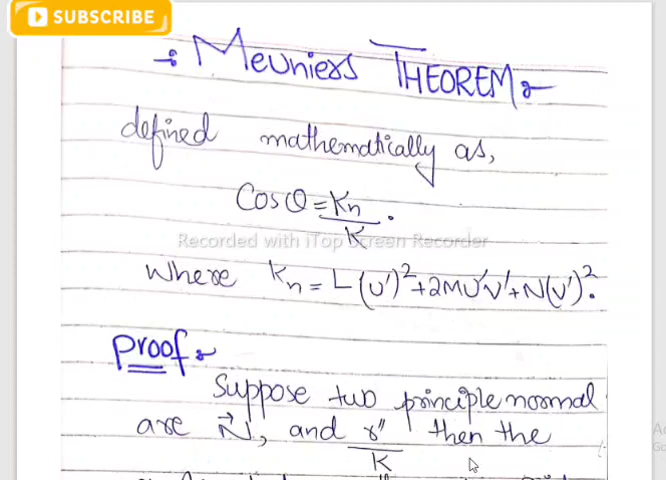 SUBSCRIBE
:- Meuniers THEOREM:-
defined mathematically as,
Cosθ = Kn/K .
Recorded with iTop Screen Recorder
where Kn = L(u')²+2Mu'v'+N(v')².
Proof:-
Suppose two principle normal
are N⃗, and r''/K then the